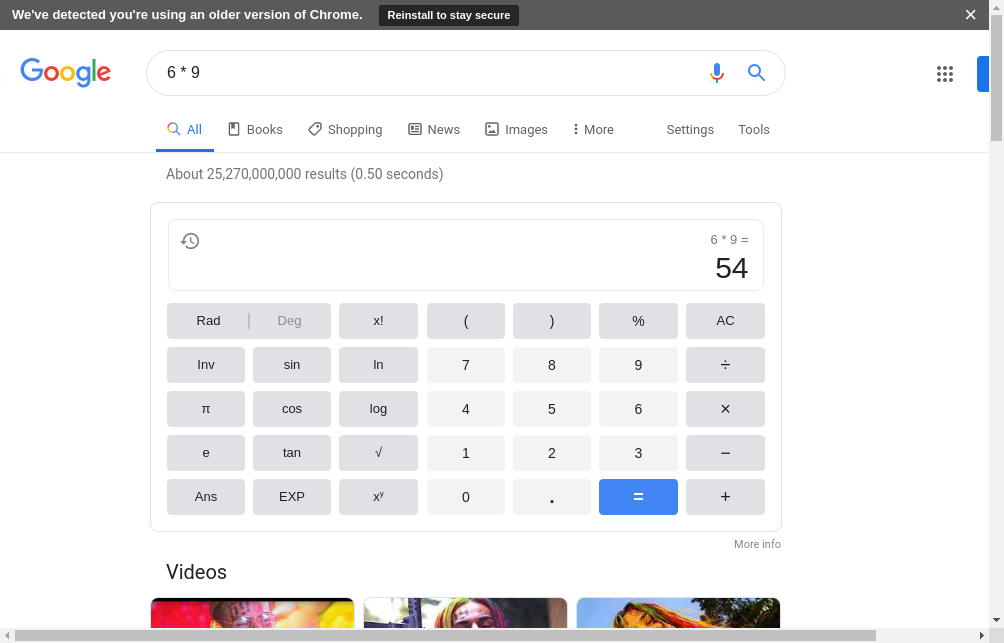 We've detected you're using an older version of Chrome. Reinstall to stay secure
Google 6 * 9
All Books Shopping News Images More Settings Tools
About 25,270,000,000 results (0.50 seconds)
6 * 9 =
54
Rad Deg x! ( ) % AC
Inv sin ln 7 8 9 ÷
π cos log 4 5 6 ×
e tan √ 1 2 3 −
Ans EXP xʸ 0 . = +
More info
Videos